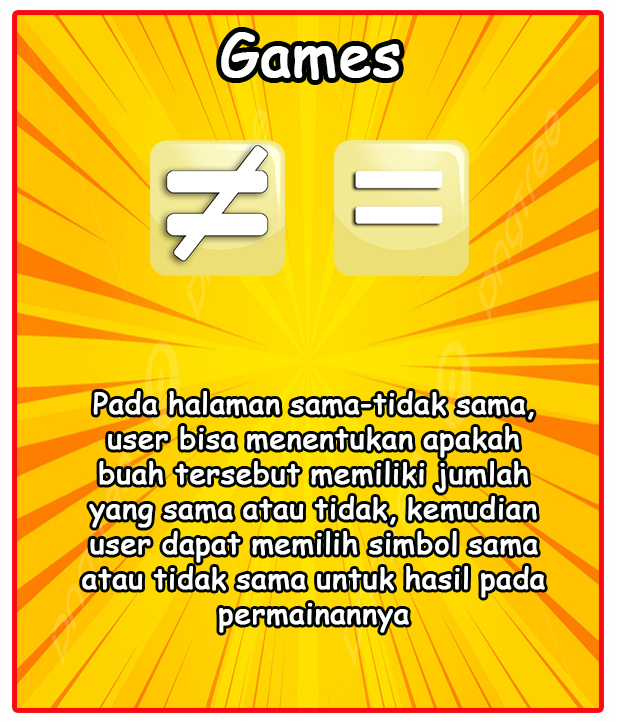 Games
≠ =
Pada halaman sama-tidak sama,
user bisa menentukan apakah
buah tersebut memiliki jumlah
yang sama atau tidak, kemudian
user dapat memilih simbol sama
atau tidak sama untuk hasil pada
permainannya
pngtree